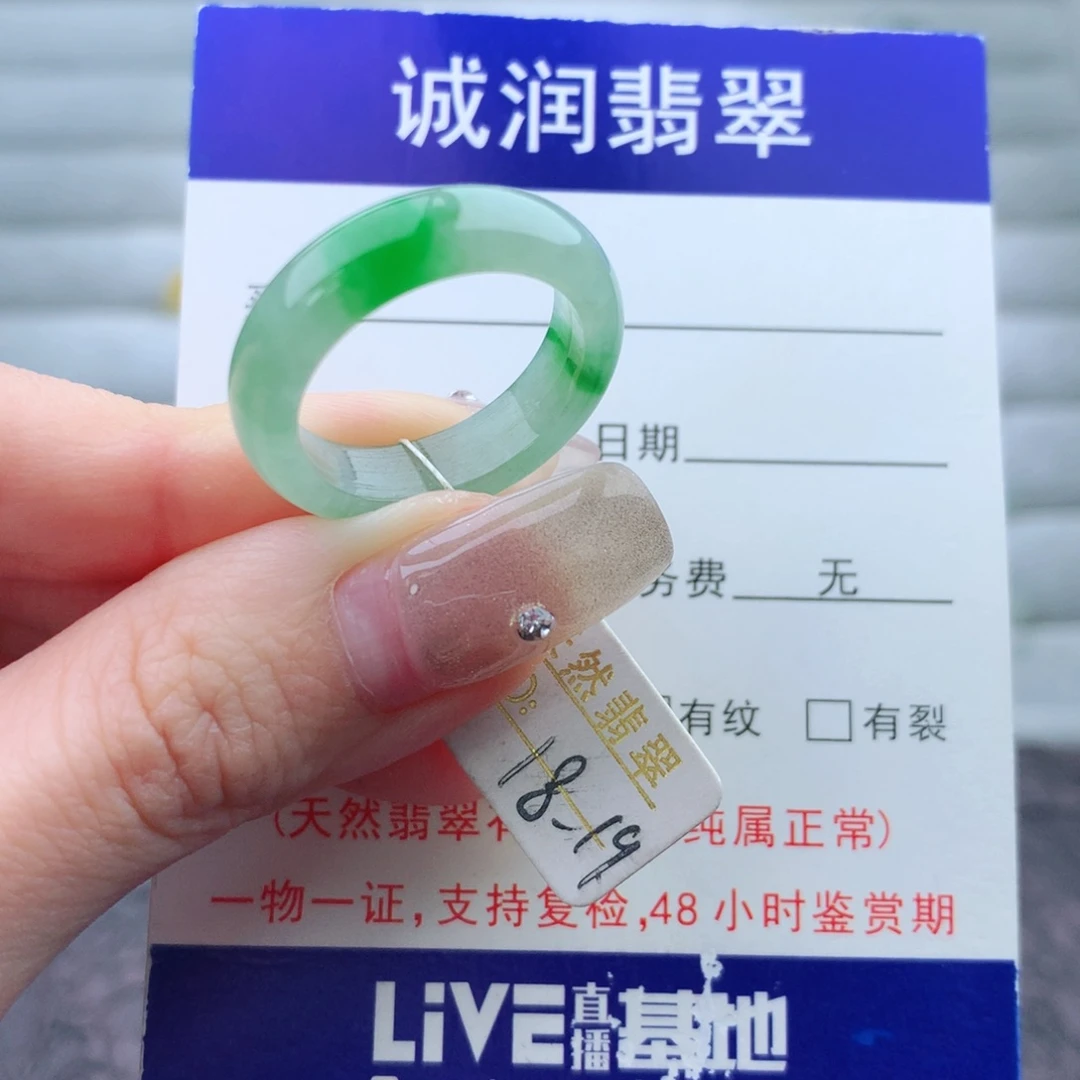 诚润翡翠
日期
务费 无
有纹 □有裂
然翡翠
18-19
(天然翡翠 纯属正常)
一物一证,支持复检,48小时鉴赏期
LiVE直播基地